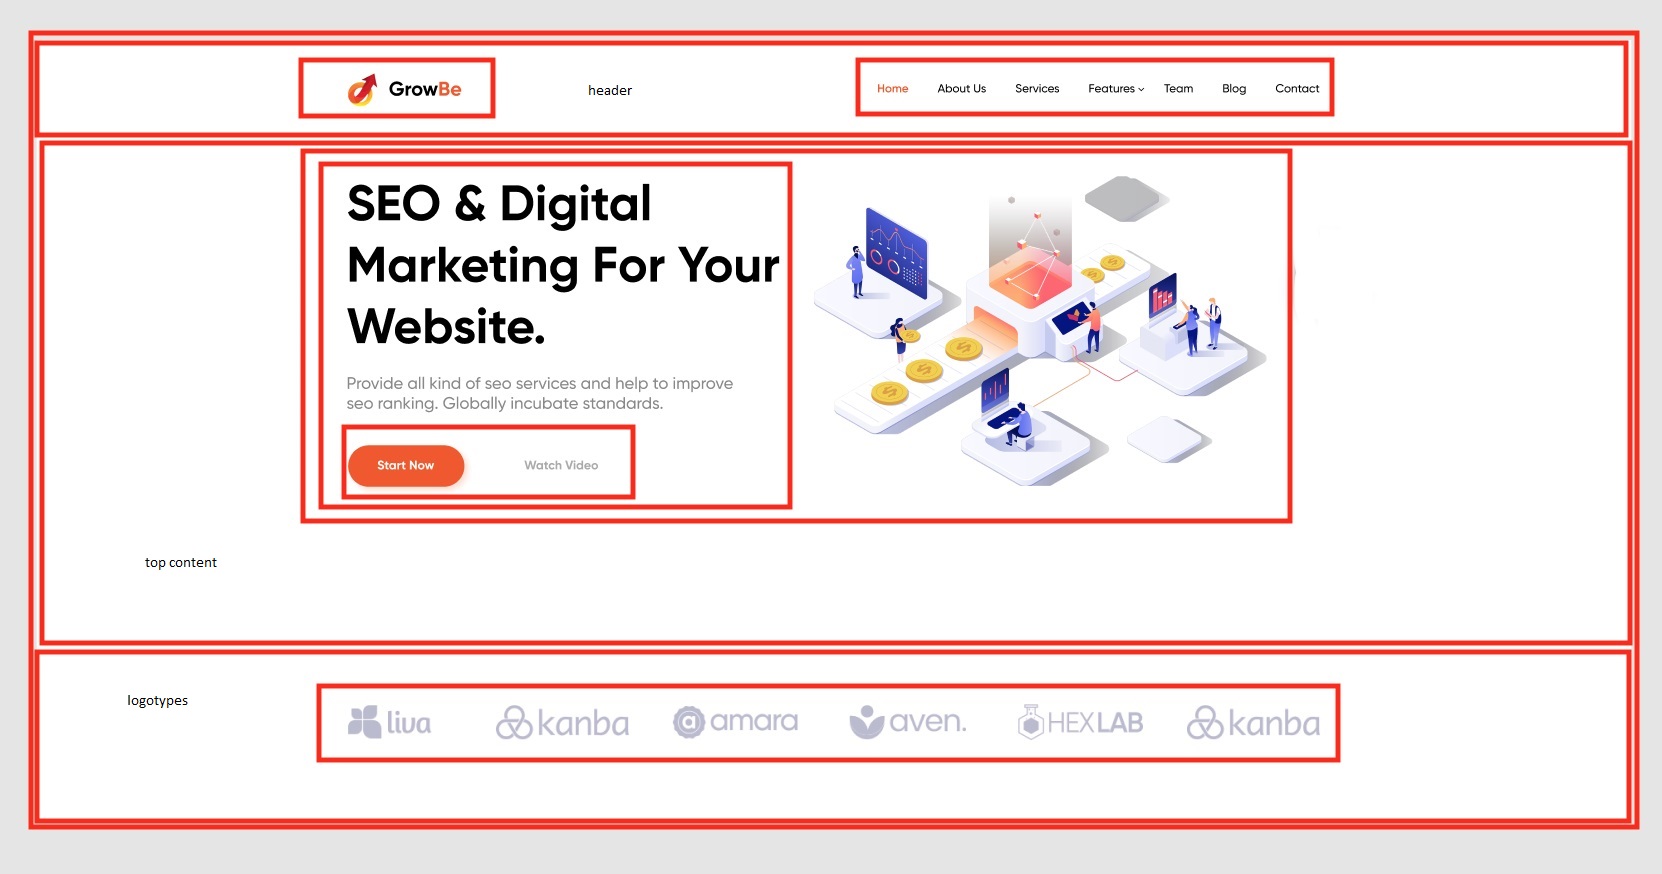 GrowBe
header
Home About Us Services Features Team Blog Contact
SEO & Digital
Marketing For Your
Website.
Provide all kind of seo services and help to improve
seo ranking. Globally incubate standards.
Start Now Watch Video
top content
logotypes
liva kanba amara aven. HEXLAB kanba